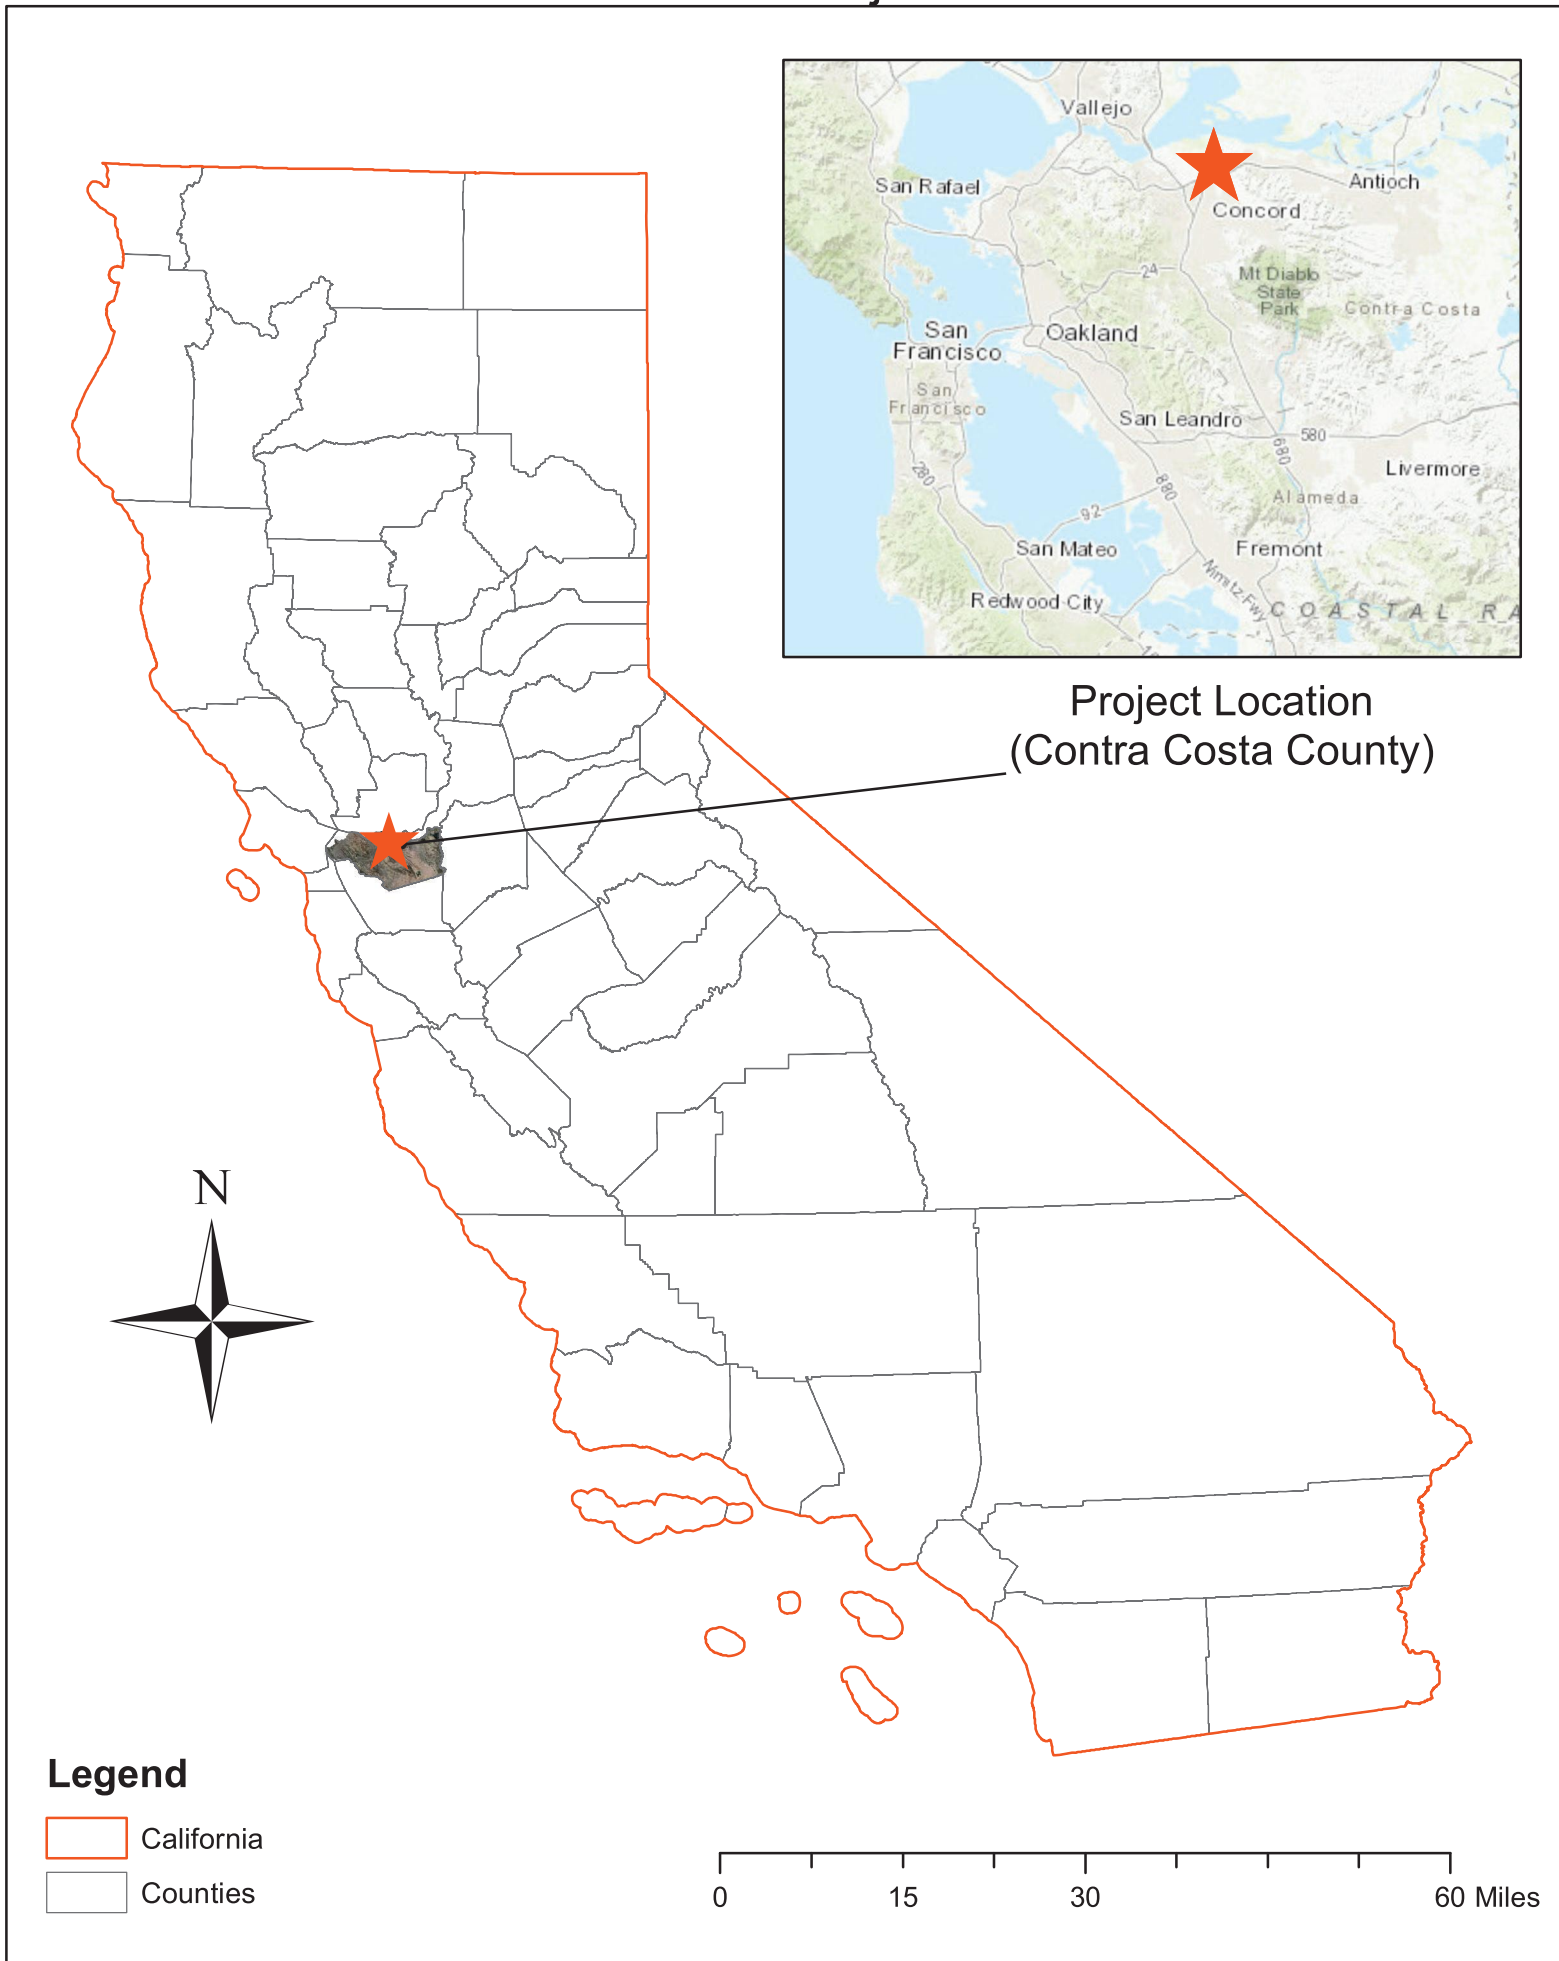 Vallejo
San Rafael
Antioch
Concord
24
Mt Diablo
State
Park
Contra Costa
San
Francisco
Oakland
San
Francisco
San Leandro
580
680
Livermore
280
880
Alameda
92
San Mateo
Fremont
Nimitz Fwy
Redwood City
COASTAL RA
Project Location
(Contra Costa County)
N
Legend
California
Counties
0 15 30 60 Miles